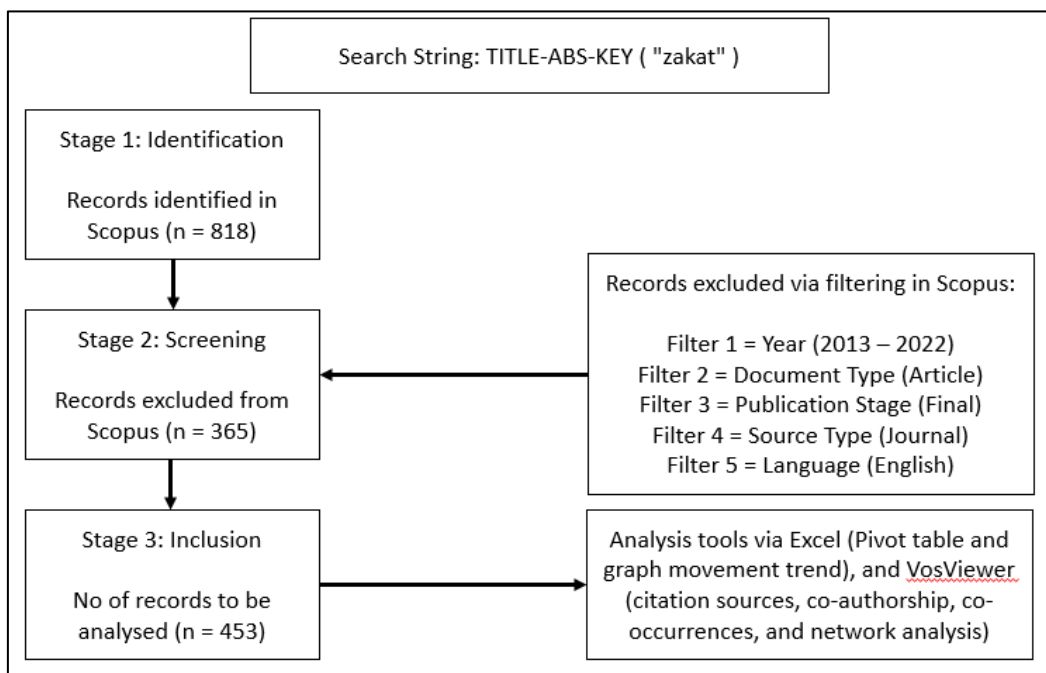 Search String: TITLE-ABS-KEY ( "zakat" )
Stage 1: Identification
Records identified in
Scopus (n = 818)
Stage 2: Screening
Records excluded from
Scopus (n = 365)
Records excluded via filtering in Scopus:
Filter 1 = Year (2013 – 2022)
Filter 2 = Document Type (Article)
Filter 3 = Publication Stage (Final)
Filter 4 = Source Type (Journal)
Filter 5 = Language (English)
Stage 3: Inclusion
No of records to be
analysed (n = 453)
Analysis tools via Excel (Pivot table and
graph movement trend), and VosViewer
(citation sources, co-authorship, co-
occurrences, and network analysis)